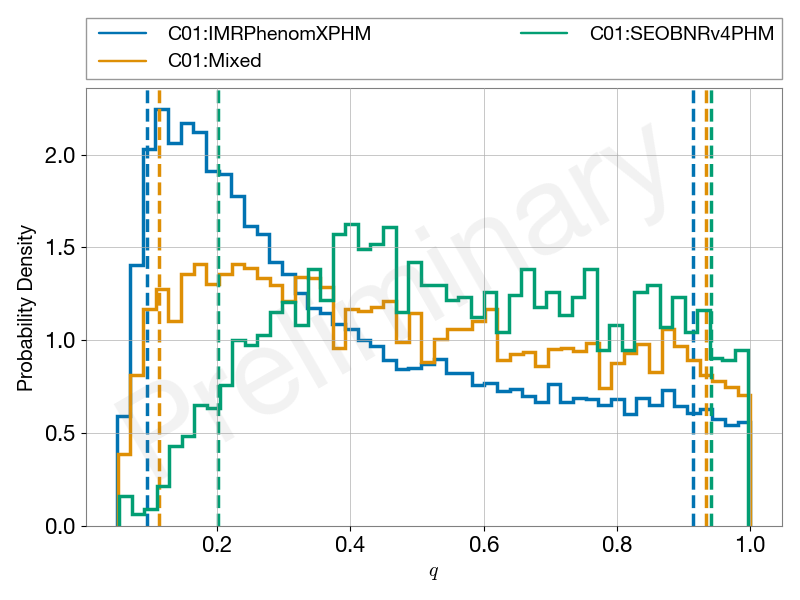 C01:IMRPhenomXPHM
C01:Mixed
C01:SEOBNRv4PHM
Preliminary
Probability Density
2.0
1.5
1.0
0.5
0.0
0.2
0.4
0.6
0.8
1.0
q